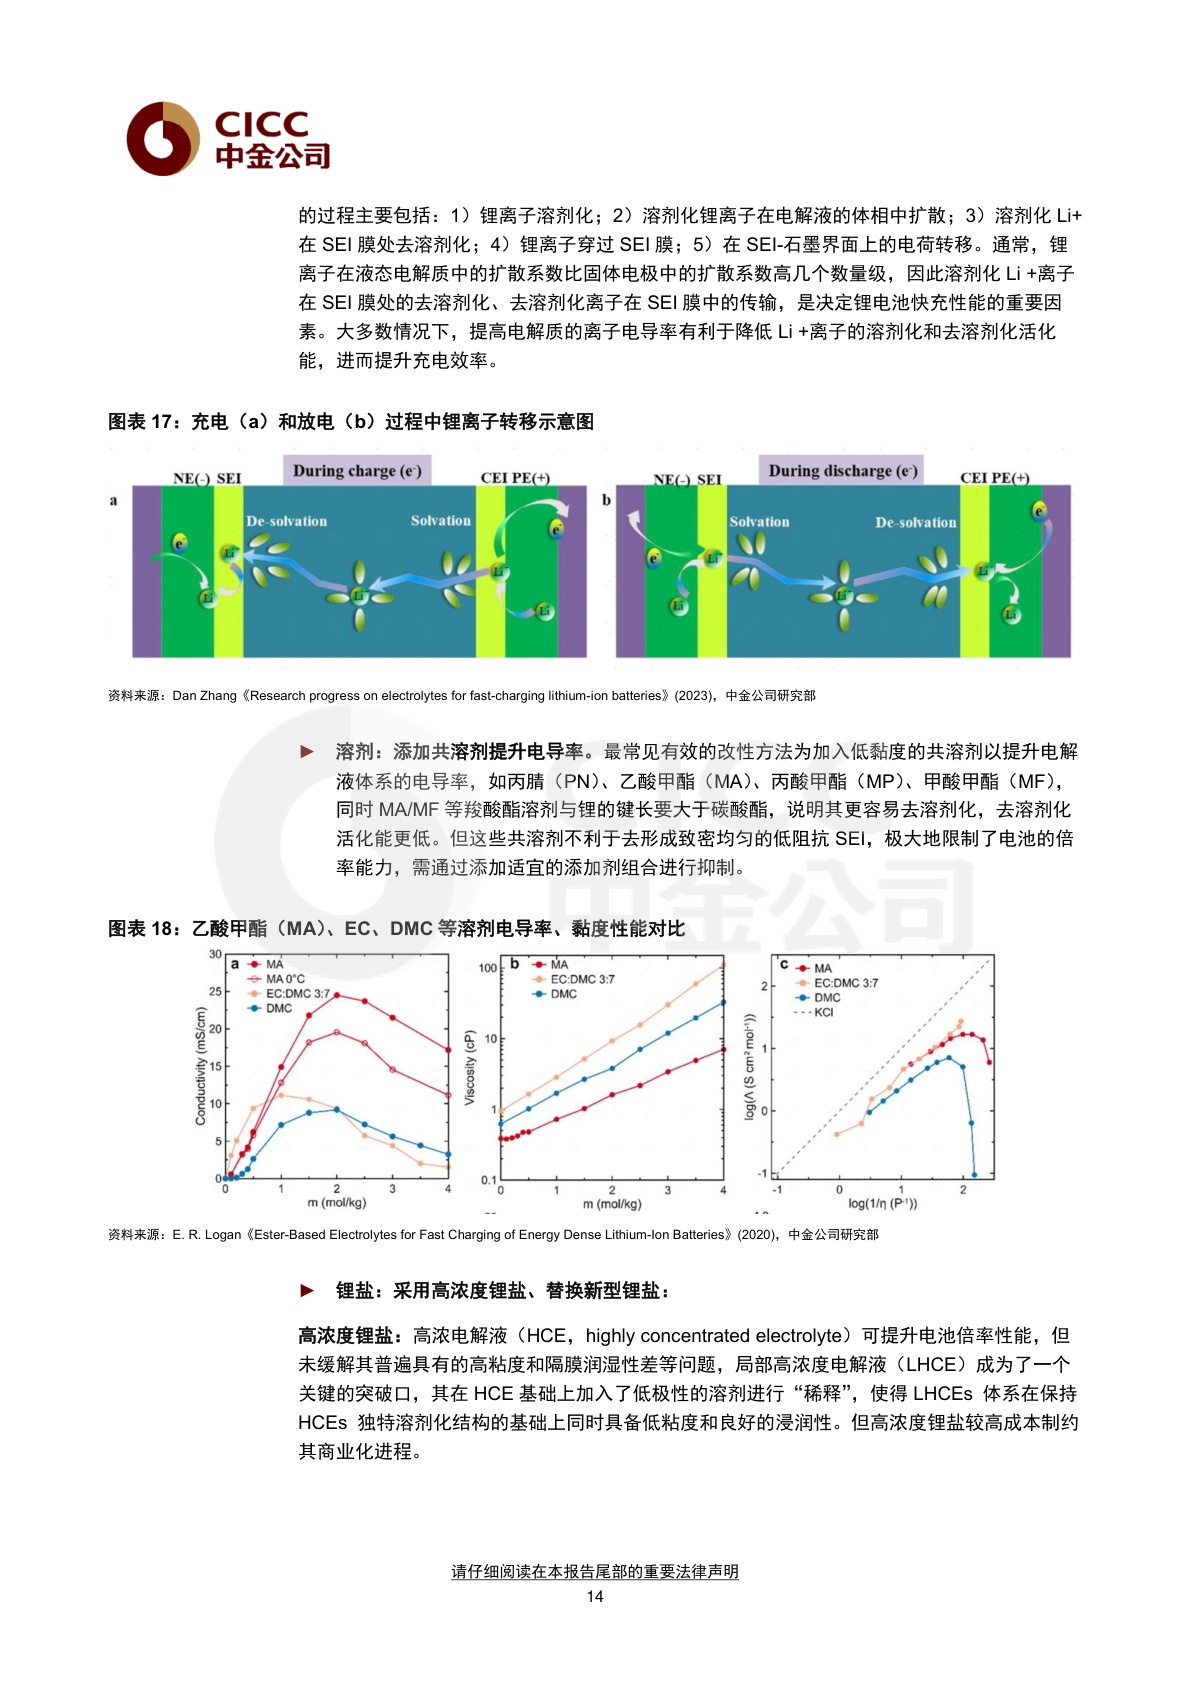 CICC
中金公司
的过程主要包括：1）锂离子溶剂化；2）溶剂化锂离子在电解液的体相中扩散；3）溶剂化 Li+
在 SEI 膜处去溶剂化；4）锂离子穿过 SEI 膜；5）在 SEI-石墨界面上的电荷转移。通常，锂
离子在液态电解质中的扩散系数比固体电极中的扩散系数高几个数量级，因此溶剂化 Li +离子
在 SEI 膜处的去溶剂化、去溶剂化离子在 SEI 膜中的传输，是决定锂电池快充性能的重要因
素。大多数情况下，提高电解质的离子电导率有利于降低 Li +离子的溶剂化和去溶剂化活化
能，进而提升充电效率。
图表 17：充电（a）和放电（b）过程中锂离子转移示意图
During charge (e⁻)
NE(-) SEI
CEI PE(+)
a
De-solvation
Solvation
e⁻
Li⁺
Li⁺
Li⁺
Li⁺
Li
e⁻
During discharge (e⁻)
NE(-) SEI
CEI PE(+)
b
Solvation
De-solvation
e⁻
Li
Li⁺
Li⁺
Li⁺
Li
e⁻
资料来源：Dan Zhang《Research progress on electrolytes for fast-charging lithium-ion batteries》(2023)，中金公司研究部
► 溶剂：添加共溶剂提升电导率。最常见有效的改性方法为加入低黏度的共溶剂以提升电解
液体系的电导率，如丙腈（PN）、乙酸甲酯（MA）、丙酸甲酯（MP）、甲酸甲酯（MF），
同时 MA/MF 等羧酸酯溶剂与锂的键长要大于碳酸酯，说明其更容易去溶剂化，去溶剂化
活化能更低。但这些共溶剂不利于去形成致密均匀的低阻抗 SEI，极大地限制了电池的倍
率能力，需通过添加适宜的添加剂组合进行抑制。
CICC
中金公司
图表 18：乙酸甲酯（MA）、EC、DMC 等溶剂电导率、黏度性能对比
a
MA
MA 0°C
EC:DMC 3:7
DMC
Conductivity (mS/cm)
30
25
20
15
10
5
0
0 1 2 3 4
m (mol/kg)
b
MA
EC:DMC 3:7
DMC
Viscosity (cP)
100
10
1
0.1
0 1 2 3 4
m (mol/kg)
c
MA
EC:DMC 3:7
DMC
KCl
log(Λ (S cm² mol⁻¹))
2
1
0
-1
-1 0 1 2
log(1/η (P⁻¹))
资料来源：E. R. Logan《Ester-Based Electrolytes for Fast Charging of Energy Dense Lithium-Ion Batteries》(2020)，中金公司研究部
► 锂盐：采用高浓度锂盐、替换新型锂盐：
高浓度锂盐：高浓电解液（HCE，highly concentrated electrolyte）可提升电池倍率性能，但
未缓解其普遍具有的高粘度和隔膜润湿性差等问题，局部高浓度电解液（LHCE）成为了一个
关键的突破口，其在 HCE 基础上加入了低极性的溶剂进行“稀释”，使得 LHCEs 体系在保持
HCEs 独特溶剂化结构的基础上同时具备低粘度和良好的浸润性。但高浓度锂盐较高成本制约
其商业化进程。
请仔细阅读在本报告尾部的重要法律声明
14